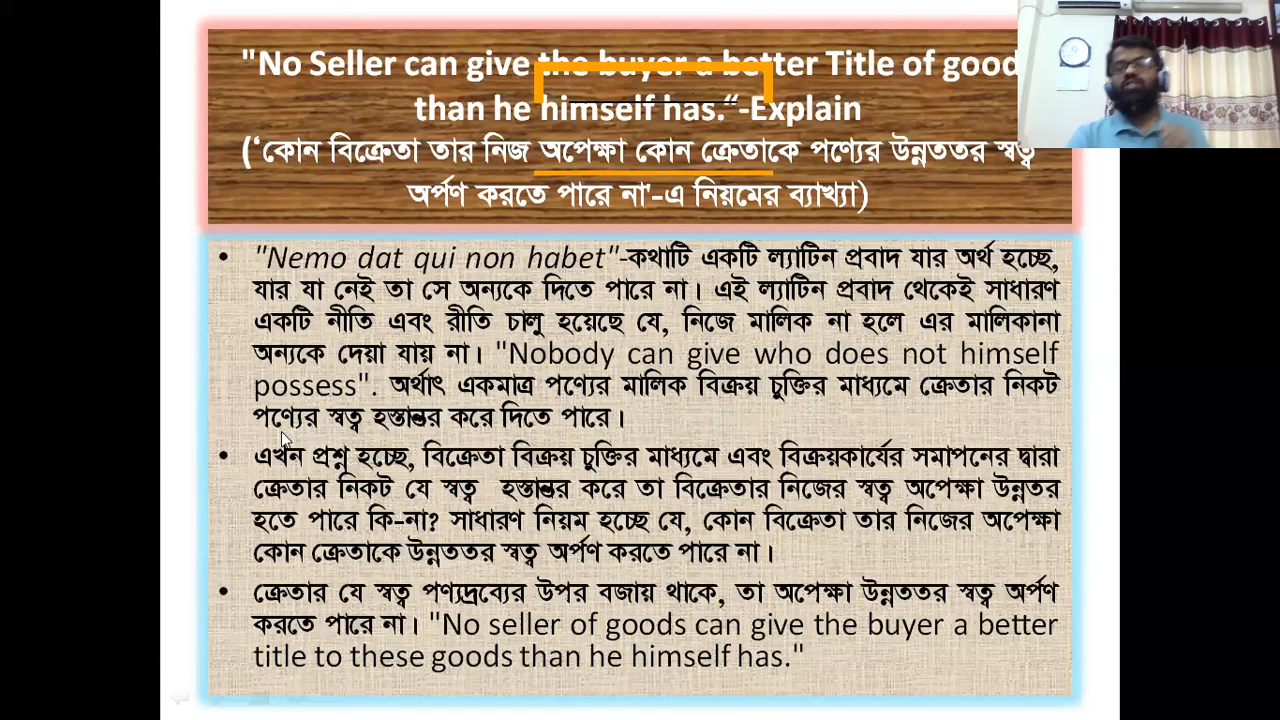 "No Seller can give the buyer a better Title of good
than he himself has.“-Explain
(‘কোন বিক্রেতা তার নিজ অপেক্ষা কোন ক্রেতাকে পণ্যের উন্নততর স্বত্ব
অর্পণ করতে পারে না'-এ নিয়মের ব্যাখ্যা)
• "Nemo dat qui non habet"-কথাটি একটি ল্যাটিন প্রবাদ যার অর্থ হচ্ছে,
যার যা নেই তা সে অন্যকে দিতে পারে না। এই ল্যাটিন প্রবাদ থেকেই সাধারণ
একটি নীতি এবং রীতি চালু হয়েছে যে, নিজে মালিক না হলে এর মালিকানা
অন্যকে দেয়া যায় না। "Nobody can give who does not himself
possess". অর্থাৎ একমাত্র পণ্যের মালিক বিক্রয় চুক্তির মাধ্যমে ক্রেতার নিকট
পণ্যের স্বত্ব হস্তান্তর করে দিতে পারে।
• এখন প্রশ্ন হচ্ছে, বিক্রেতা বিক্রয় চুক্তির মাধ্যমে এবং বিক্রয়কার্যের সমাপনের দ্বারা
ক্রেতার নিকট যে স্বত্ব হস্তান্তর করে তা বিক্রেতার নিজের স্বত্ব অপেক্ষা উন্নতর
হতে পারে কি-না? সাধারণ নিয়ম হচ্ছে যে, কোন বিক্রেতা তার নিজের অপেক্ষা
কোন ক্রেতাকে উন্নততর স্বত্ব অর্পণ করতে পারে না।
• ক্রেতার যে স্বত্ব পণ্যদ্রব্যের উপর বজায় থাকে, তা অপেক্ষা উন্নততর স্বত্ব অর্পণ
করতে পারে না। "No seller of goods can give the buyer a better
title to these goods than he himself has."